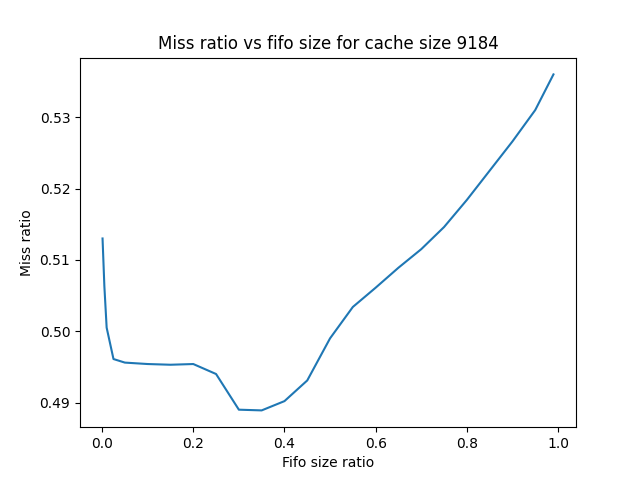 Miss ratio vs fifo size for cache size 9184
Miss ratio
0.53
0.52
0.51
0.50
0.49
0.0 0.2 0.4 0.6 0.8 1.0
Fifo size ratio